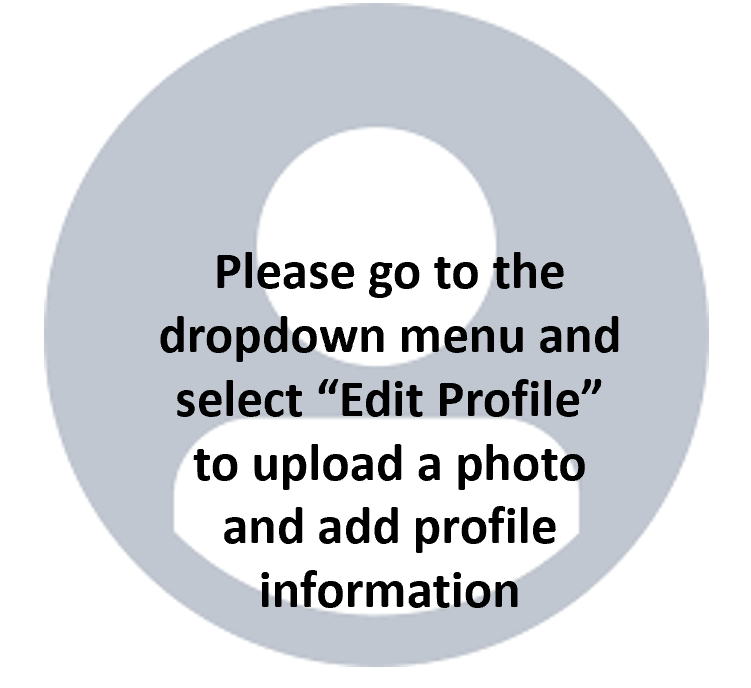 Please go to the
dropdown menu and
select “Edit Profile”
to upload a photo
and add profile
information